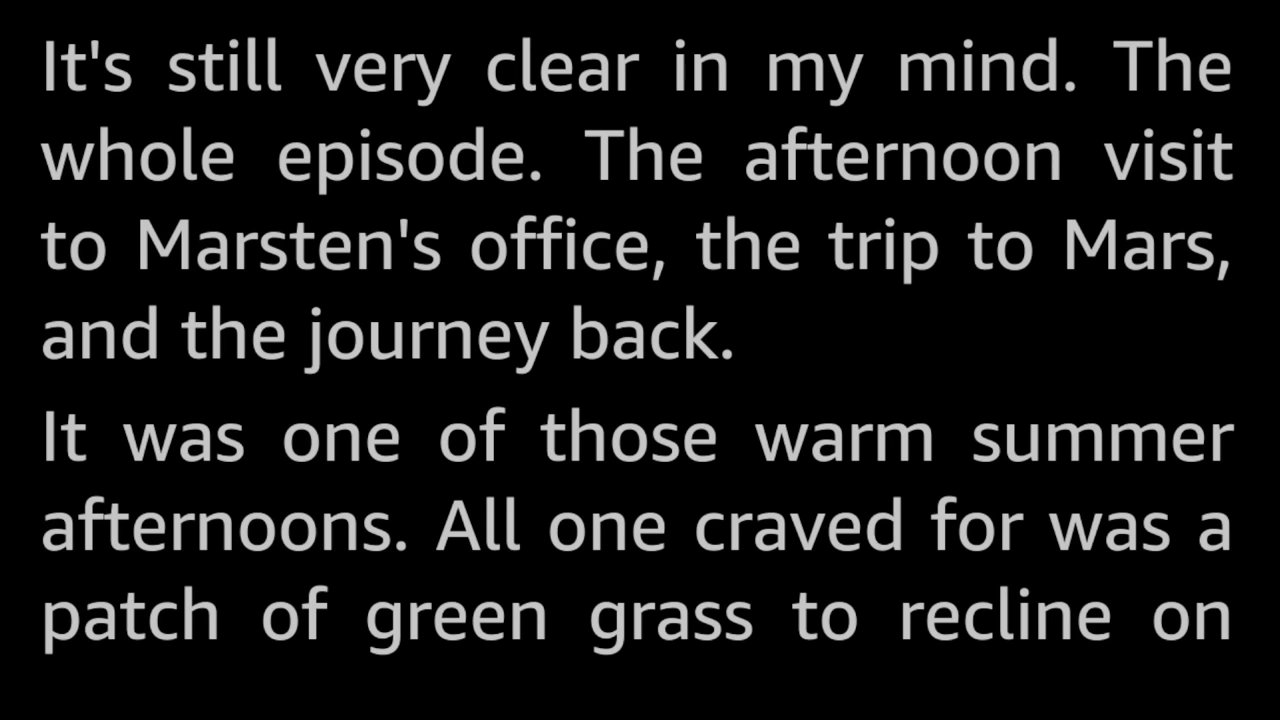 It's still very clear in my mind. The
whole episode. The afternoon visit
to Marsten's office, the trip to Mars,
and the journey back.
It was one of those warm summer
afternoons. All one craved for was a
patch of green grass to recline on